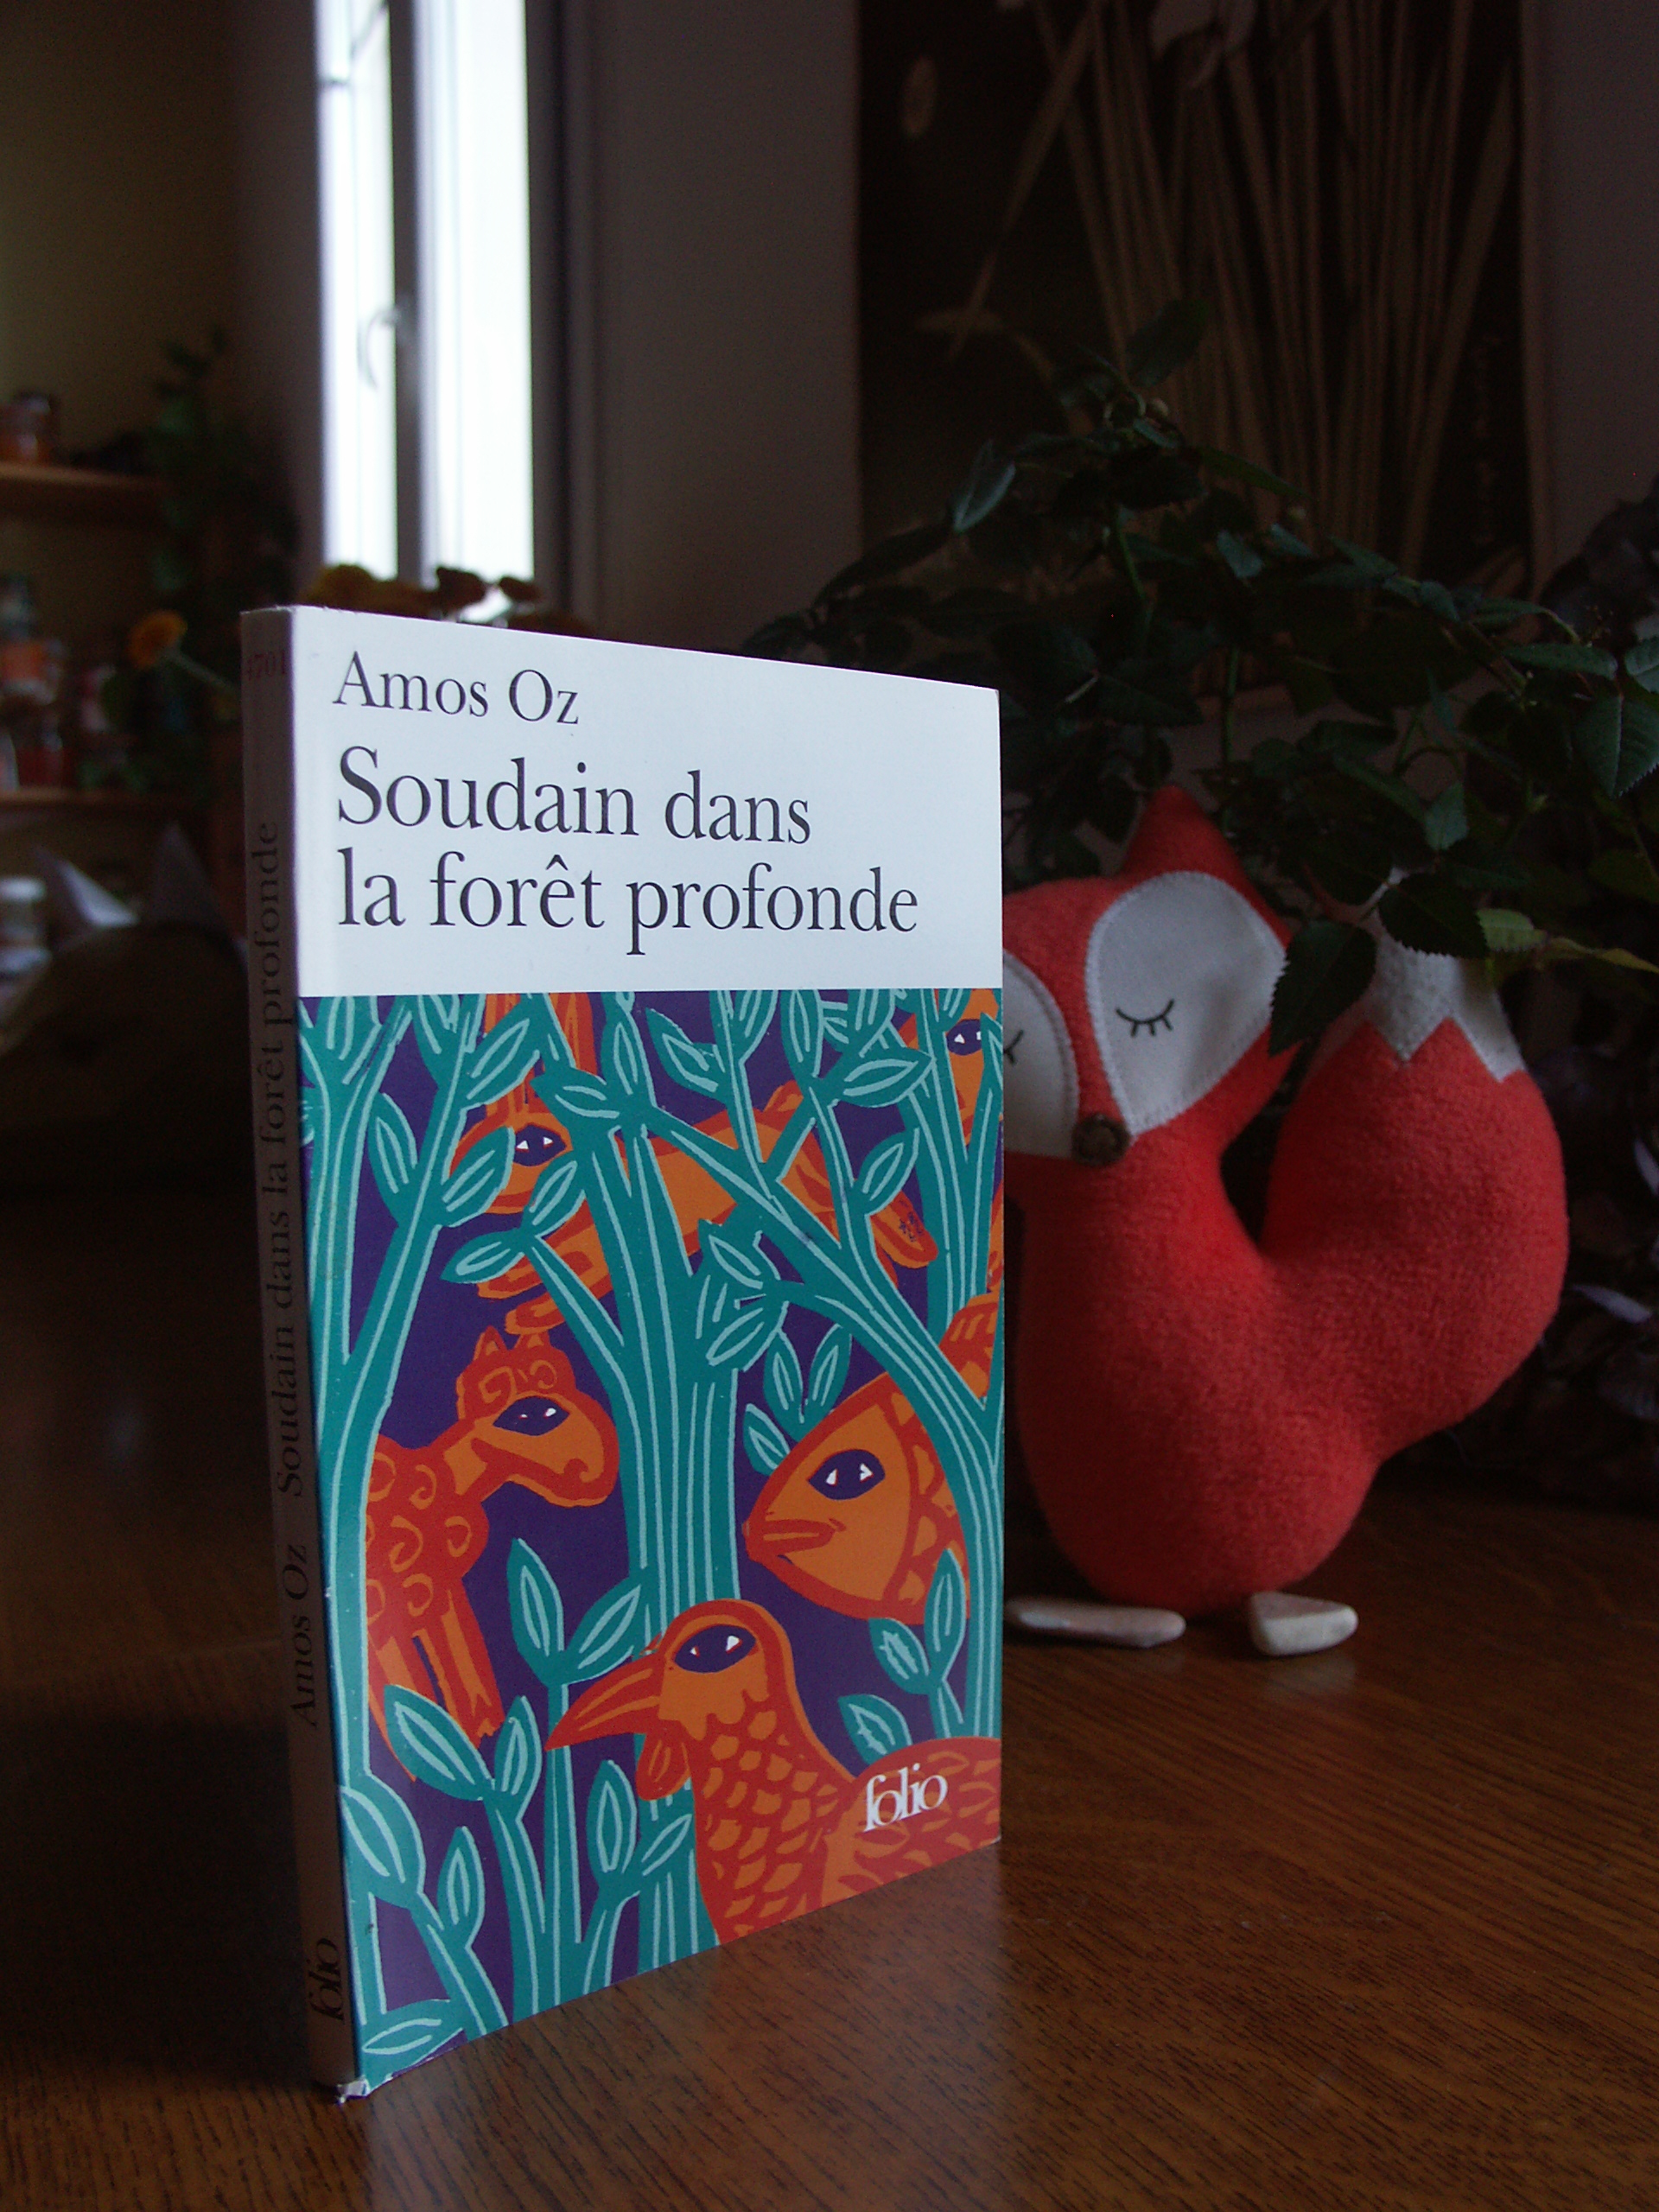 Amos Oz
Soudain dans
la forêt profonde
folio
Amos Oz Soudain dans la forêt profonde
folio